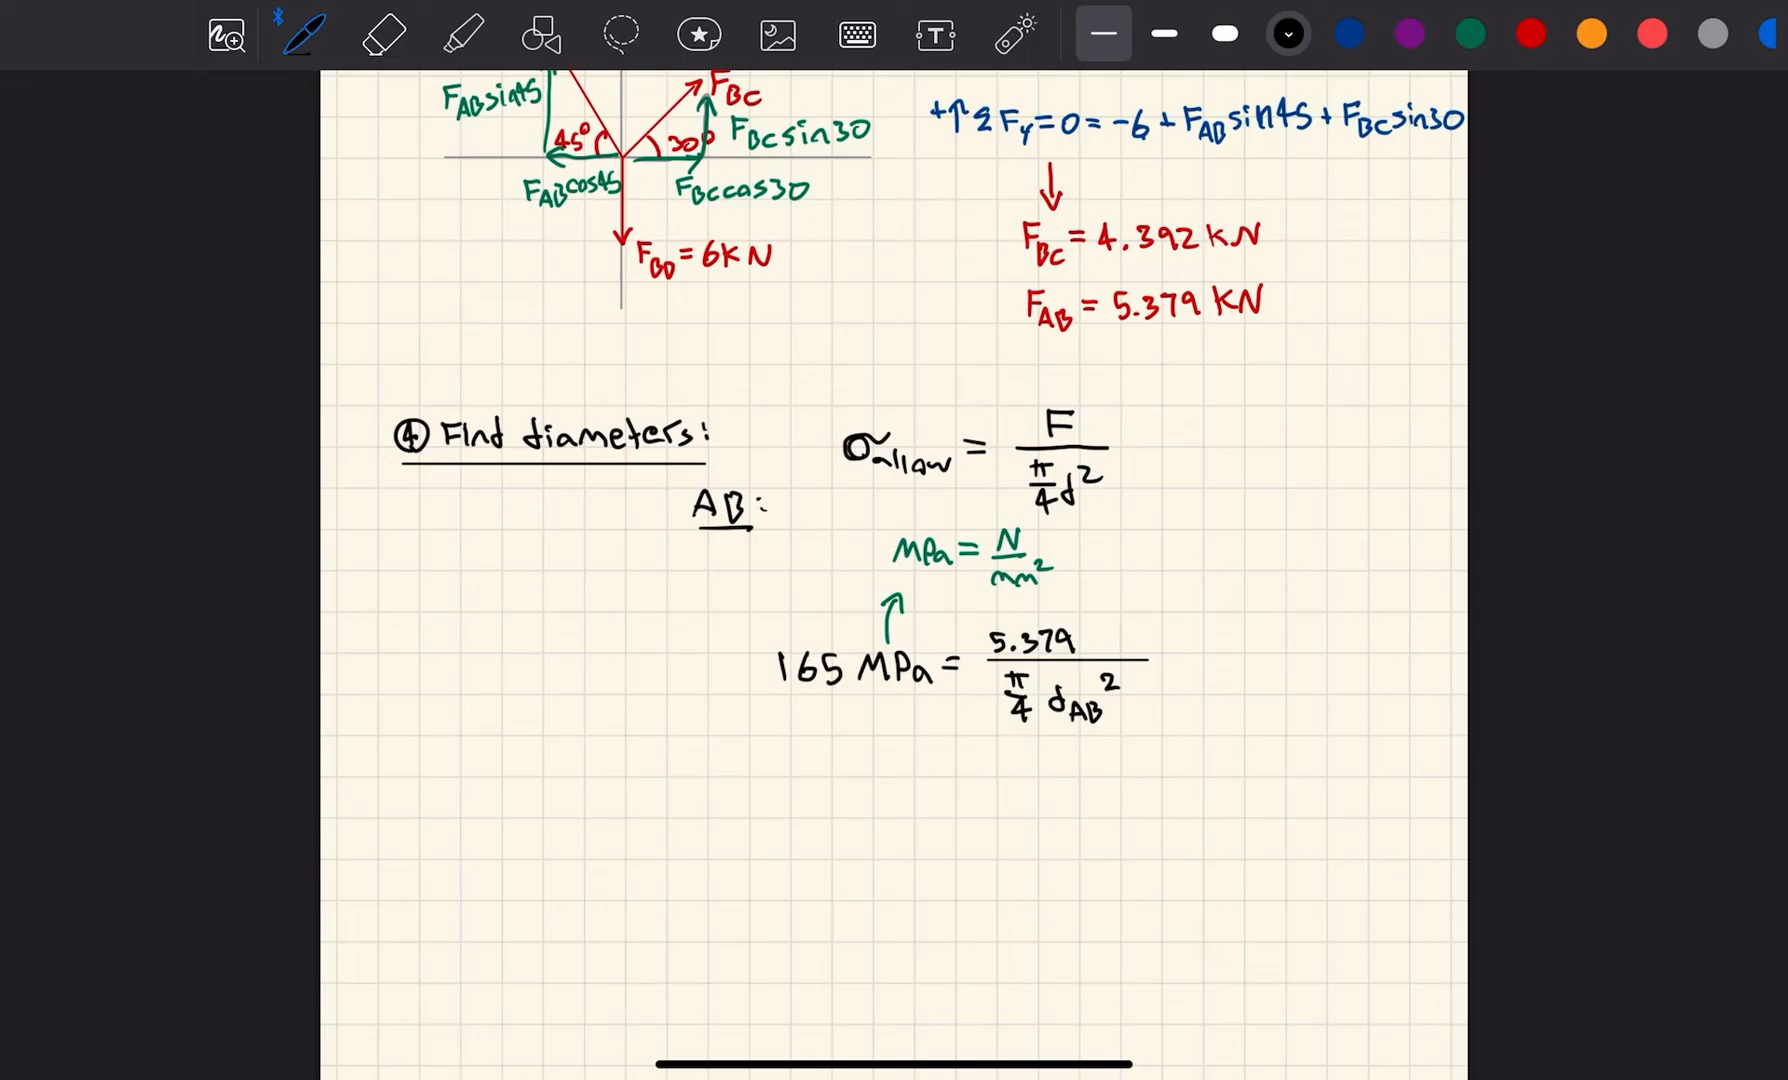 F_AB sin45
F_BC
45°
30°
F_BC sin30
F_AB cos45
F_BC cos30
F_BD = 6KN
+↑ΣF_y=0=-6+F_AB sin45+F_BC sin30
↓
F_BC = 4.392 KN
F_AB = 5.379 KN
④ Find diameters:
σ_allow = F / (π/4 d²)
AB:
MPa = N/mm²
165 MPa = 5.379 / (π/4 d_AB²)